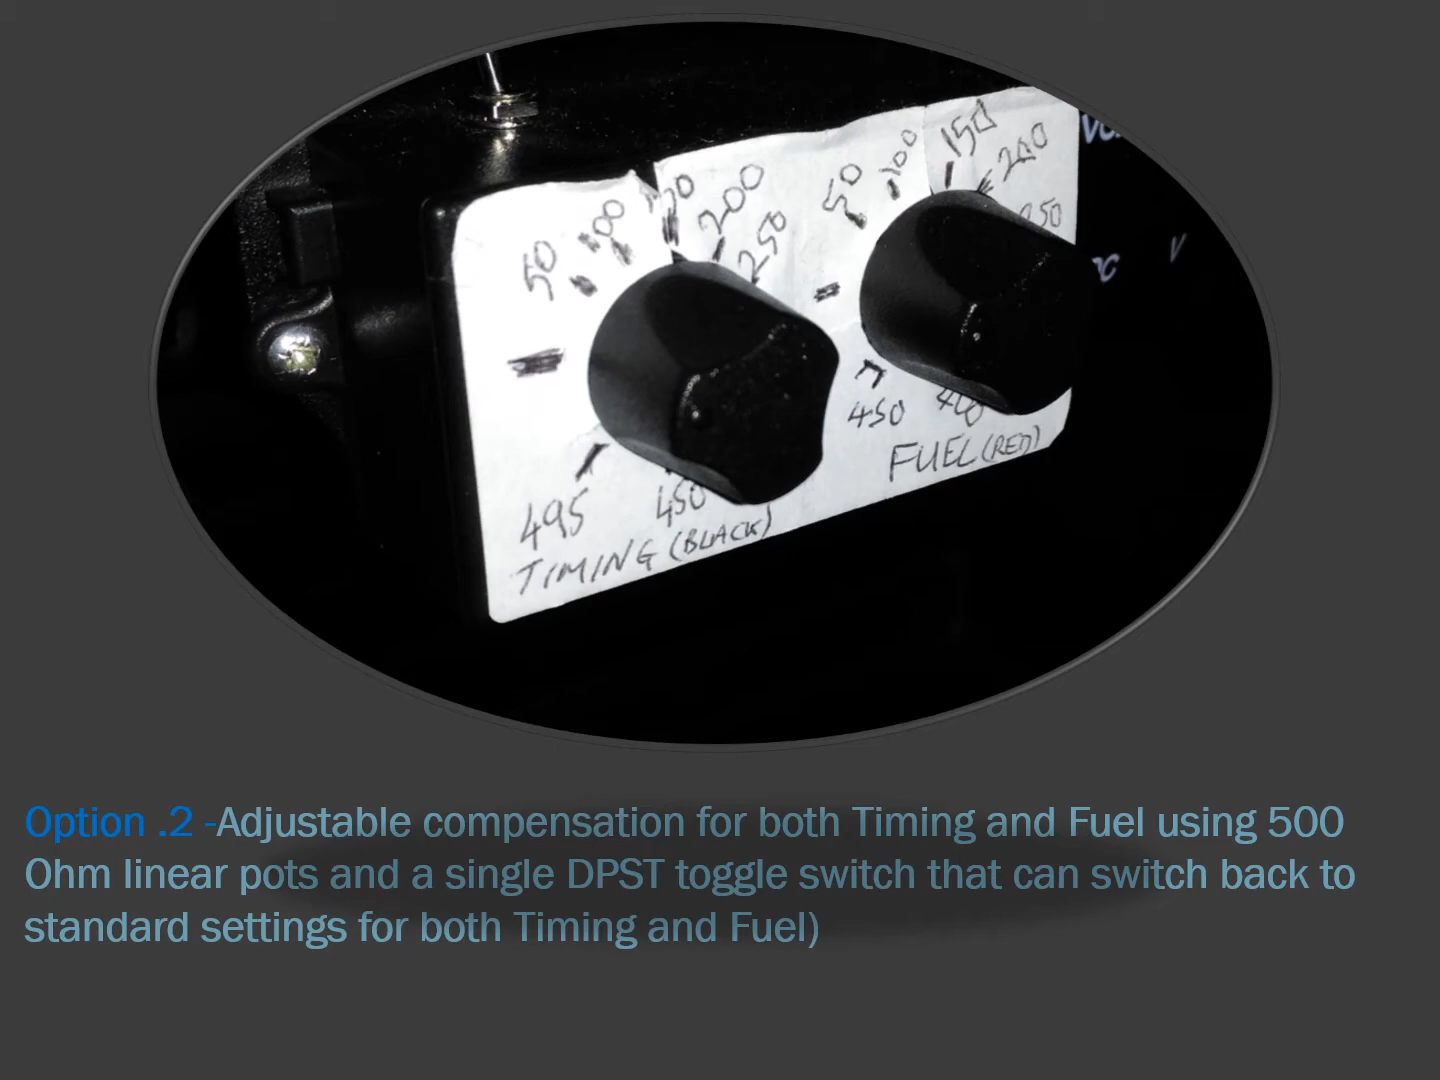 50 100 150 200 250
495 450
TIMING (BLACK)
50 100 150 200 250
450 400
FUEL (RED)
Option .2 -Adjustable compensation for both Timing and Fuel using 500
Ohm linear pots and a single DPST toggle switch that can switch back to
standard settings for both Timing and Fuel)